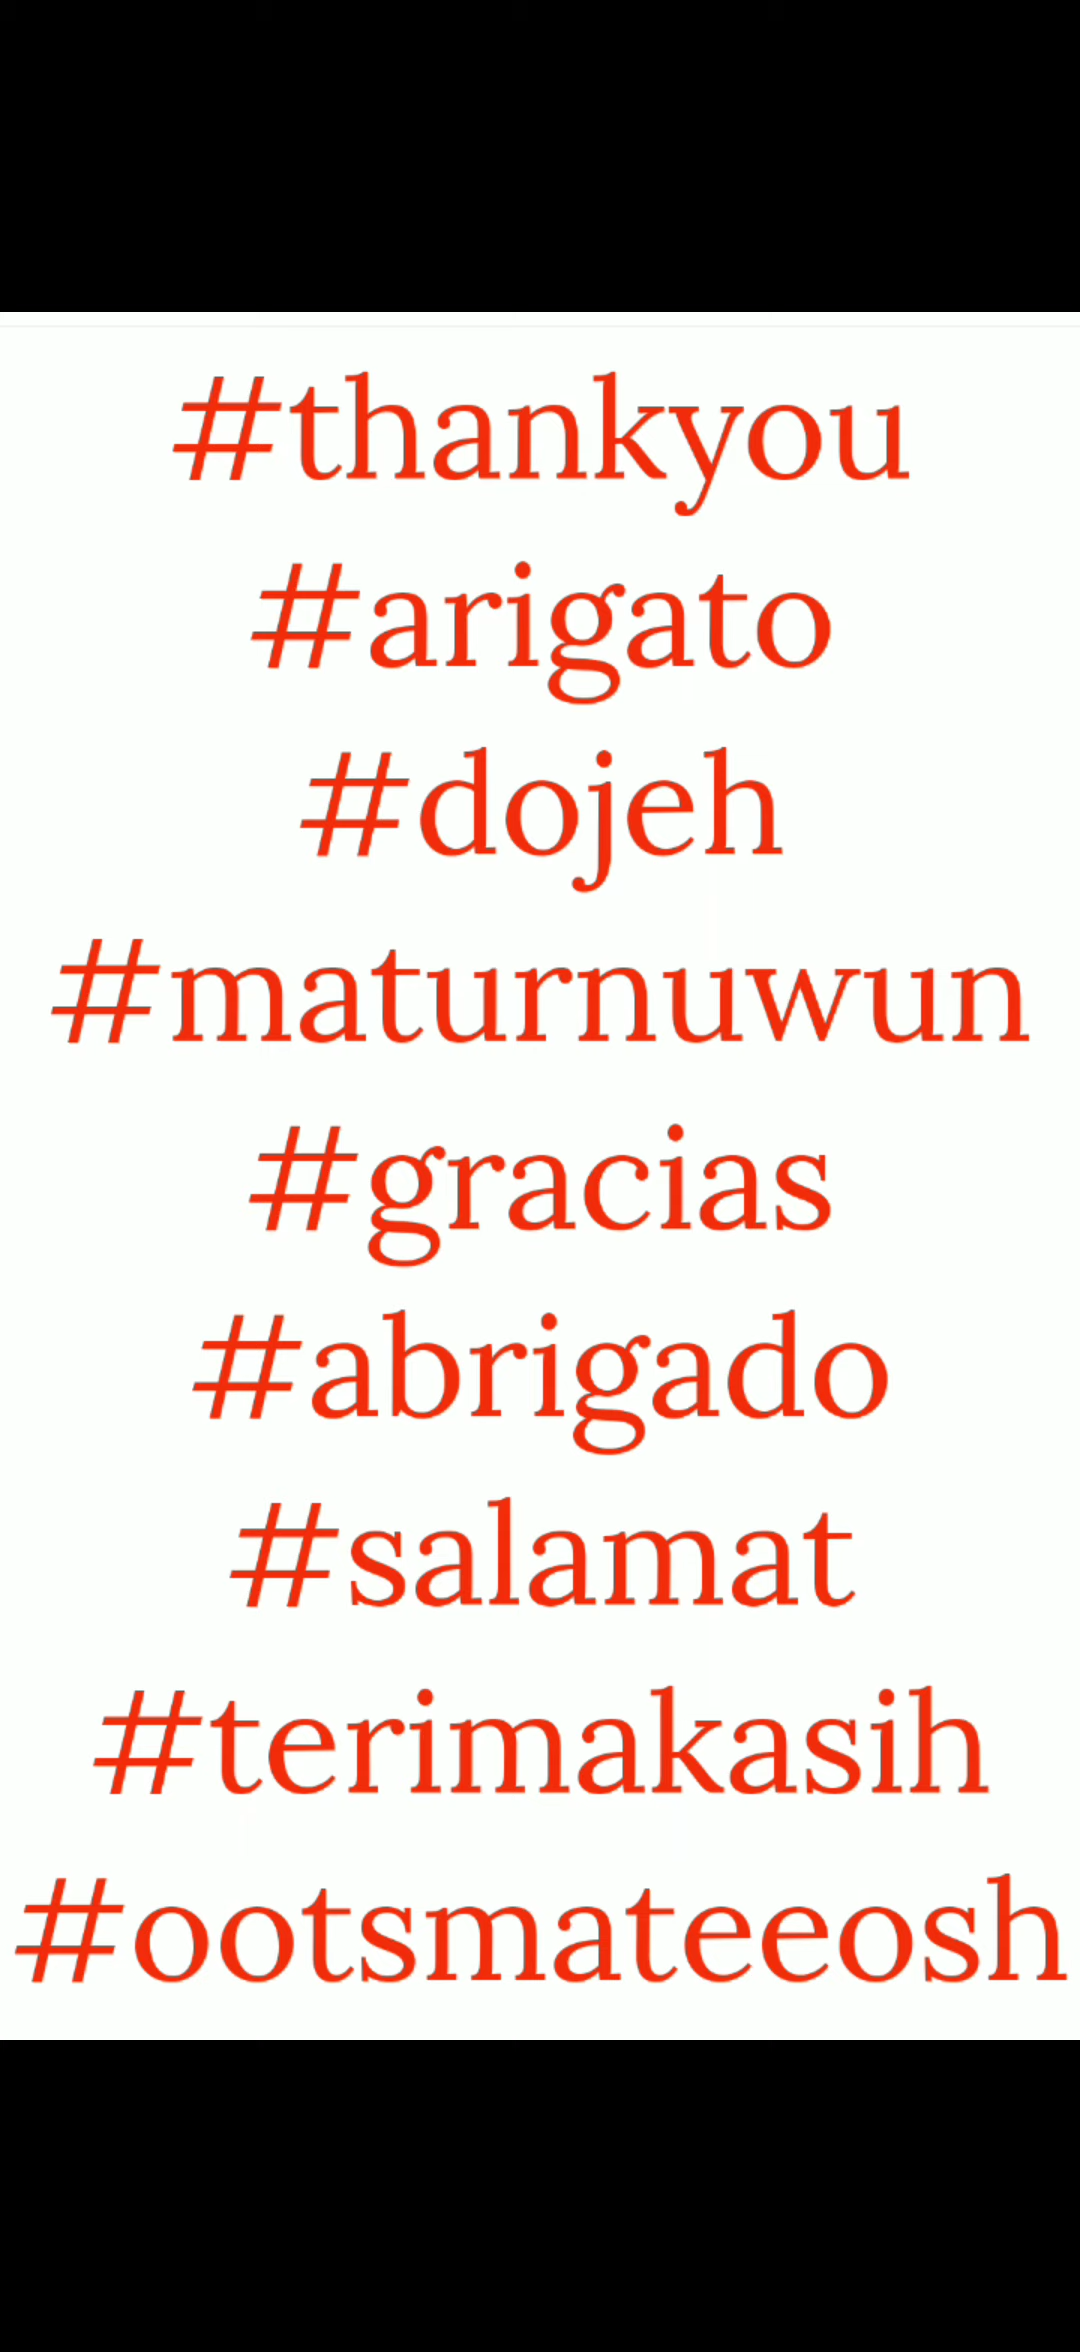 #thankyou
#arigato
#dojeh
#maturnuwun
#gracias
#abrigado
#salamat
#terimakasih
#ootsmateeosh